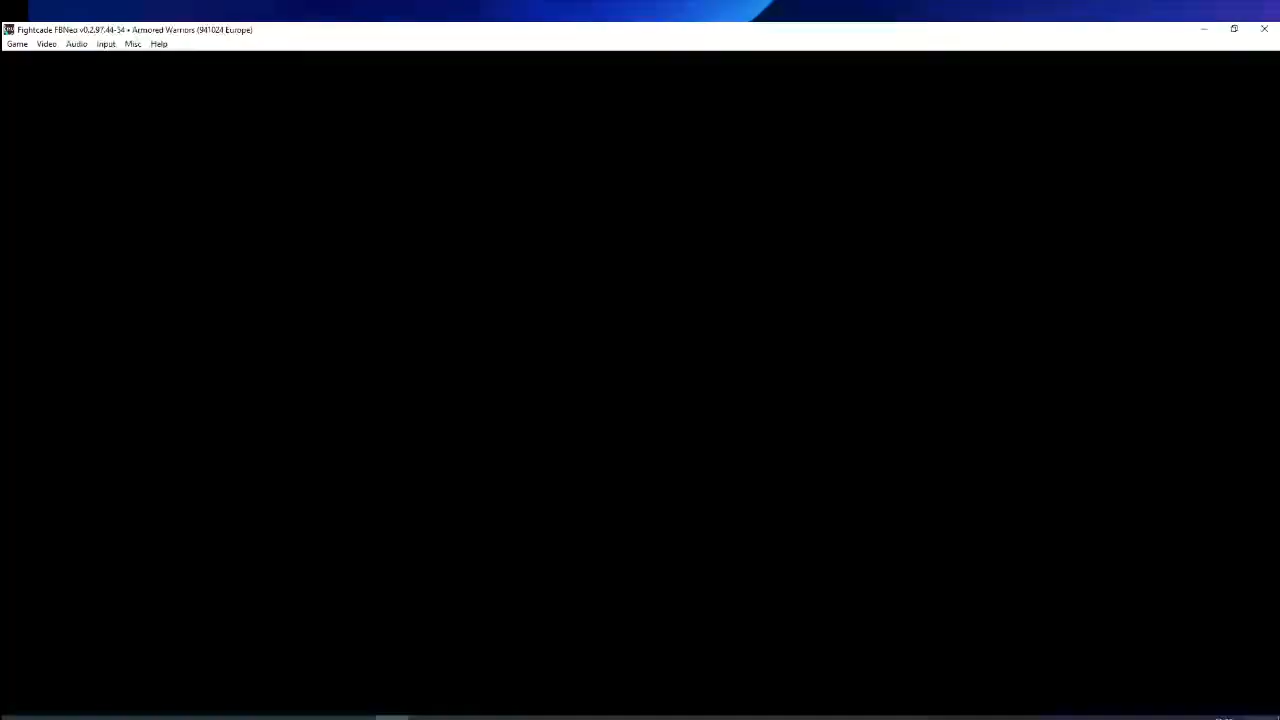 Fightcade FBNeo v0.2.97.44-54 • Armored Warriors (941024 Europe)
Game Video Audio Input Misc Help